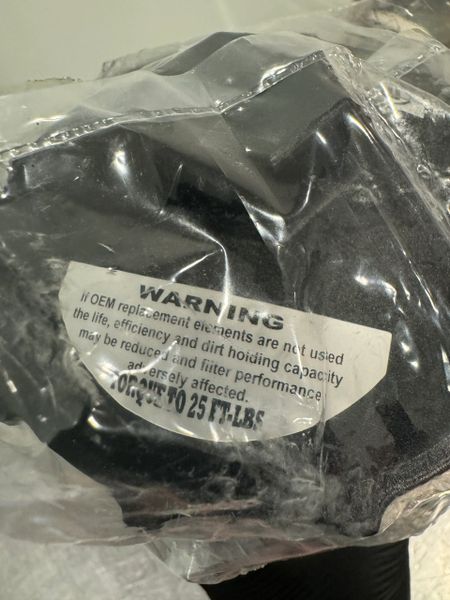 WARNING
If OEM replacement elements are not used
the life, efficiency and dirt holding capacity
may be reduced and filter performance
adversely affected.
TORQUE TO 25 FT-LBS